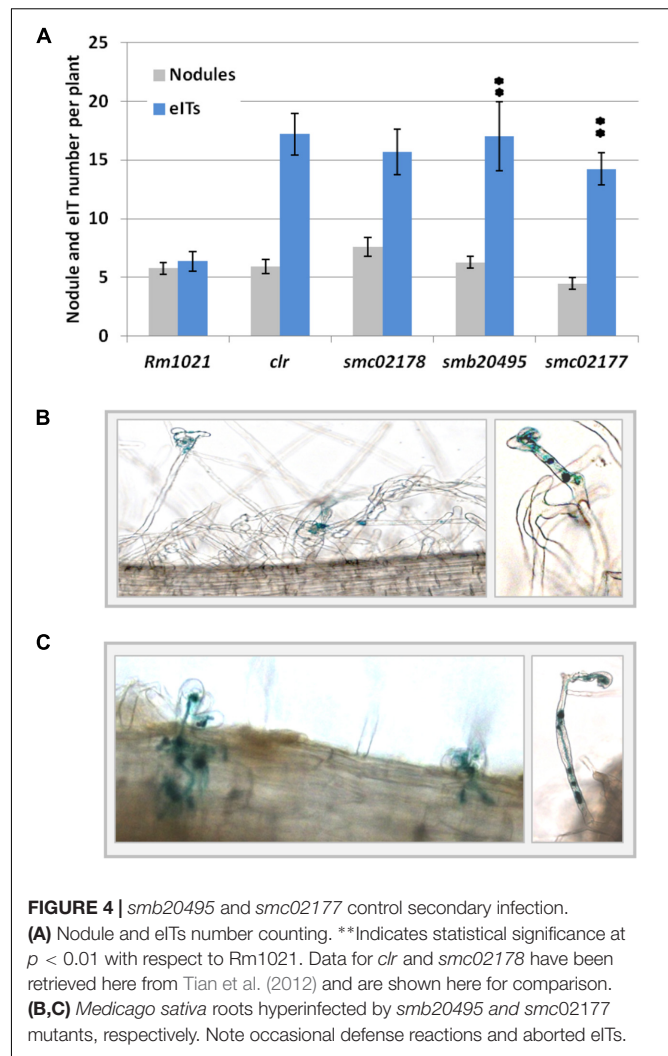 A
Nodule and eIT number per plant
25
20
15
10
5
0
Nodules
eITs
**
**
Rm1021 clr smc02178 smb20495 smc02177
B
C
FIGURE 4 | smb20495 and smc02177 control secondary infection.
(A) Nodule and eITs number counting. **Indicates statistical significance at
p < 0.01 with respect to Rm1021. Data for clr and smc02178 have been
retrieved here from Tian et al. (2012) and are shown here for comparison.
(B,C) Medicago sativa roots hyperinfected by smb20495 and smc02177
mutants, respectively. Note occasional defense reactions and aborted eITs.